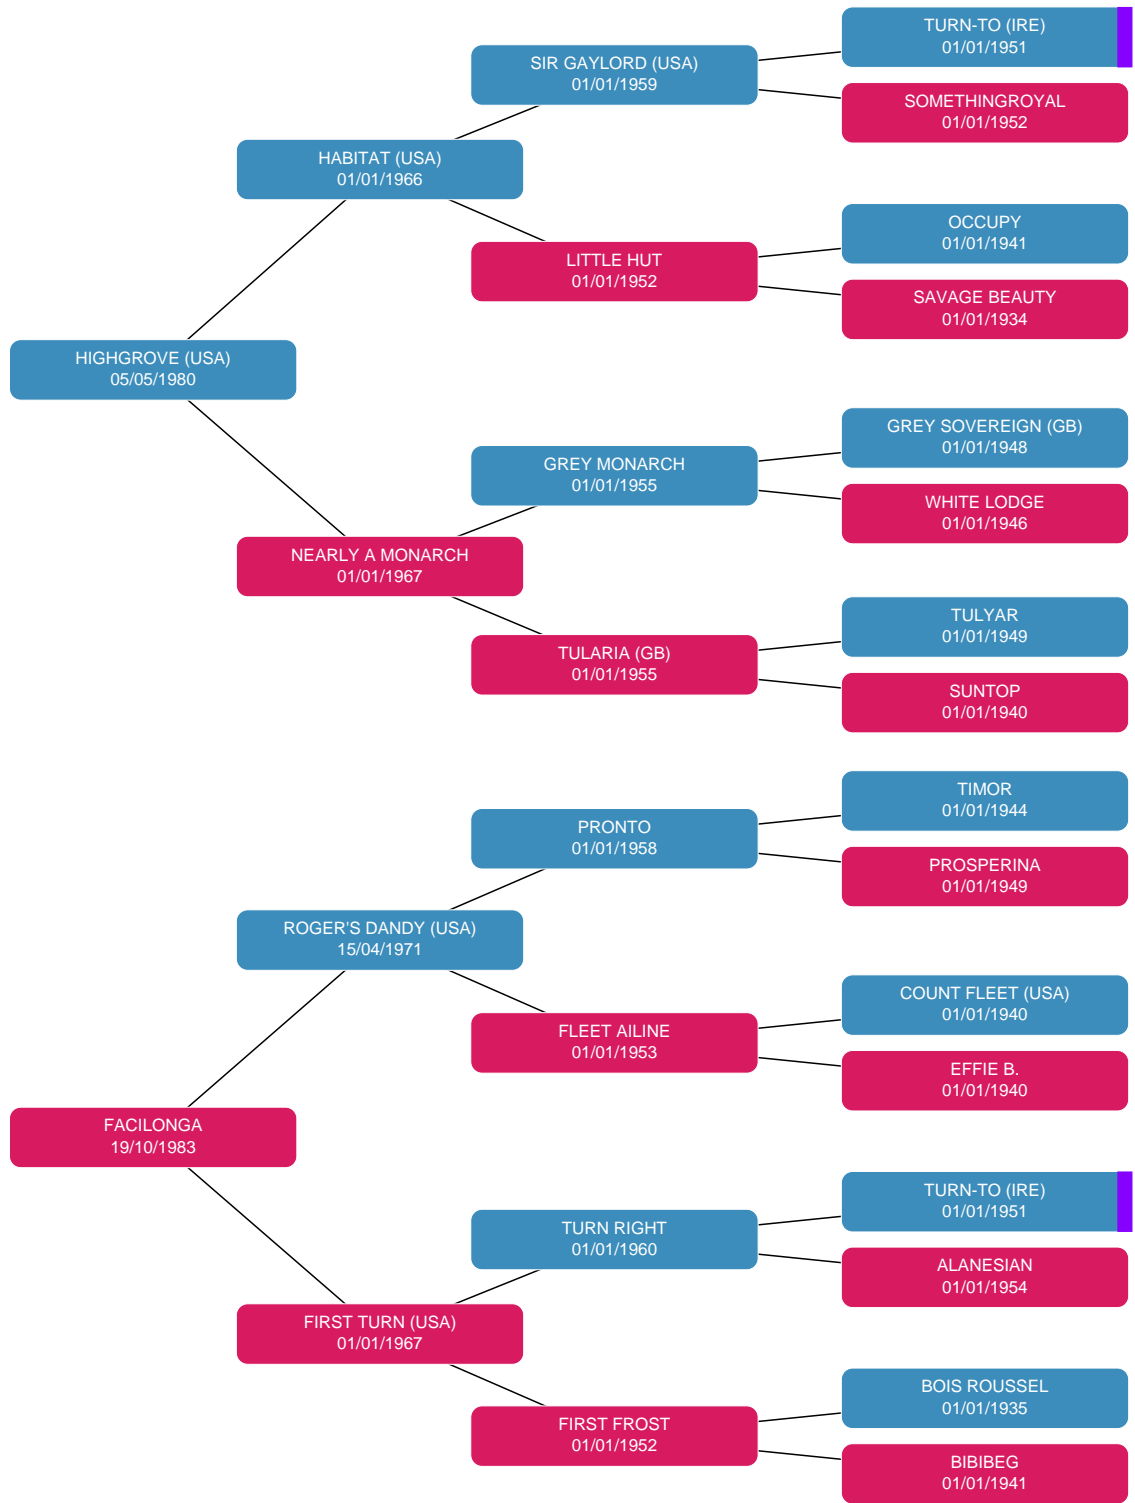 TURN-TO (IRE)
01/01/1951
SIR GAYLORD (USA)
01/01/1959
SOMETHINGROYAL
01/01/1952
HABITAT (USA)
01/01/1966
OCCUPY
01/01/1941
LITTLE HUT
01/01/1952
SAVAGE BEAUTY
01/01/1934
HIGHGROVE (USA)
05/05/1980
GREY SOVEREIGN (GB)
01/01/1948
GREY MONARCH
01/01/1955
WHITE LODGE
01/01/1946
NEARLY A MONARCH
01/01/1967
TULYAR
01/01/1949
TULARIA (GB)
01/01/1955
SUNTOP
01/01/1940
TIMOR
01/01/1944
PRONTO
01/01/1958
PROSPERINA
01/01/1949
ROGER'S DANDY (USA)
15/04/1971
COUNT FLEET (USA)
01/01/1940
FLEET AILINE
01/01/1953
EFFIE B.
01/01/1940
FACILONGA
19/10/1983
TURN-TO (IRE)
01/01/1951
TURN RIGHT
01/01/1960
ALANESIAN
01/01/1954
FIRST TURN (USA)
01/01/1967
BOIS ROUSSEL
01/01/1935
FIRST FROST
01/01/1952
BIBIBEG
01/01/1941